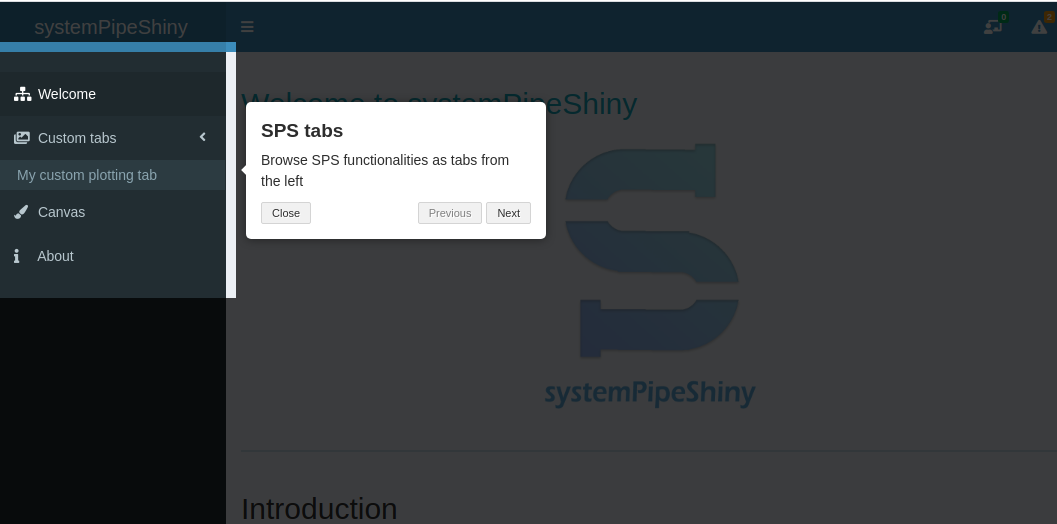 systemPipeShiny
0
Welcome
Custom tabs
My custom plotting tab
Canvas
About
Welcome to systemPipeShiny
SPS tabs
Browse SPS functionalities as tabs from
the left
Close
Previous
Next
systemPipeShiny
Introduction